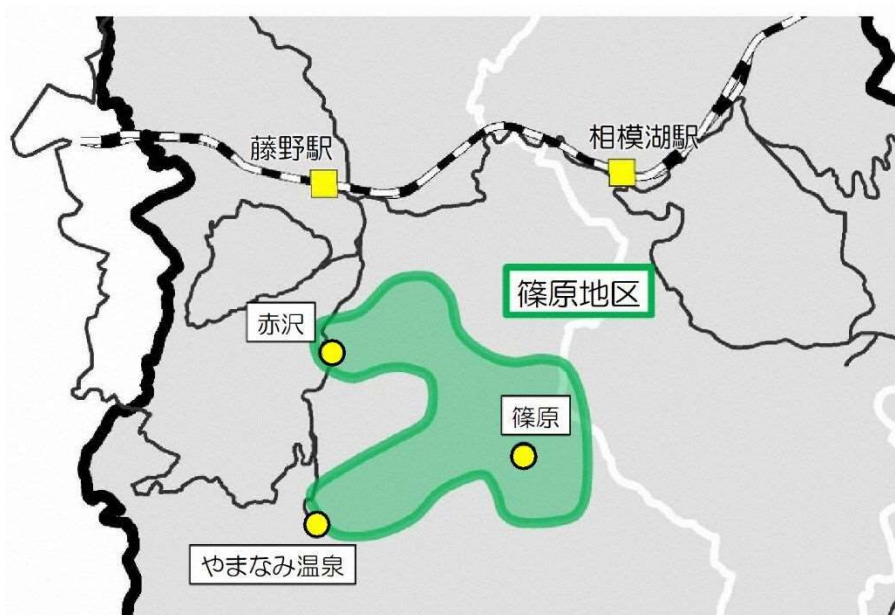 相模湖駅
藤野駅
篠原地区
赤沢
篠原
やまなみ温泉